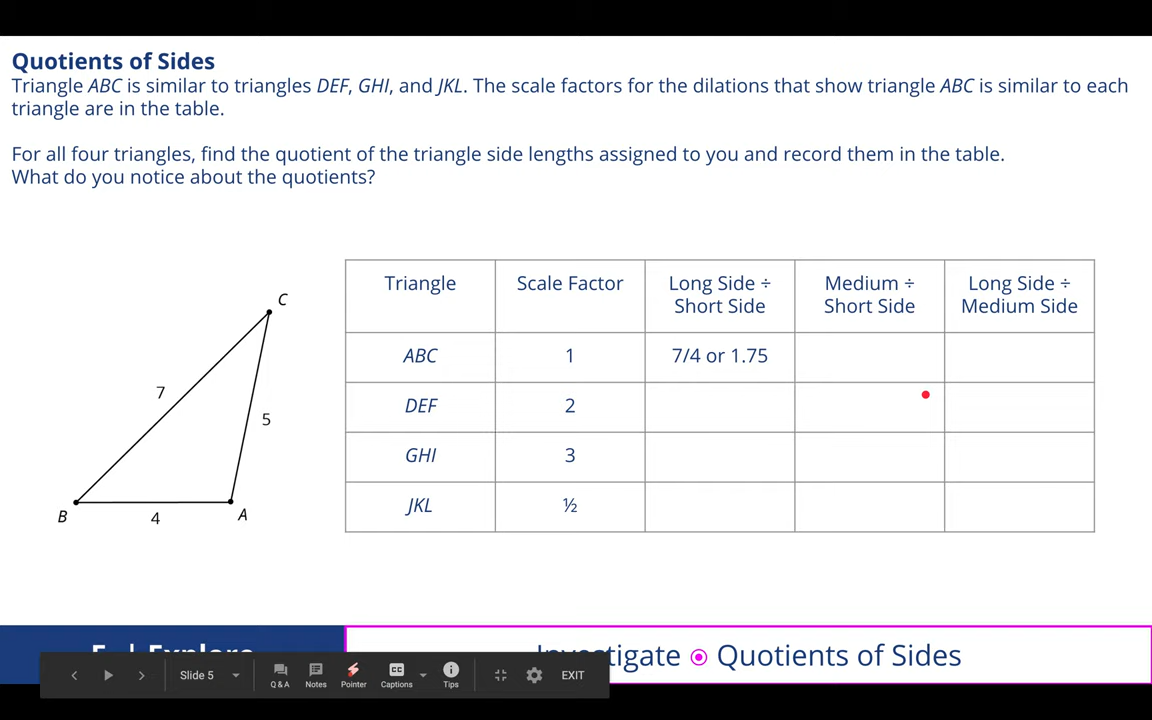 Quotients of Sides
Triangle ABC is similar to triangles DEF, GHI, and JKL. The scale factors for the dilations that show triangle ABC is similar to each
triangle are in the table.
For all four triangles, find the quotient of the triangle side lengths assigned to you and record them in the table.
What do you notice about the quotients?
C
7
5
B
4
A
Triangle
Scale Factor
Long Side ÷
Short Side
Medium ÷
Short Side
Long Side ÷
Medium Side
ABC
1
7/4 or 1.75
DEF
2
GHI
3
JKL
½
Quotients of Sides
Slide 5
Q & A
Notes
Pointer
CC
Captions
Tips
EXIT